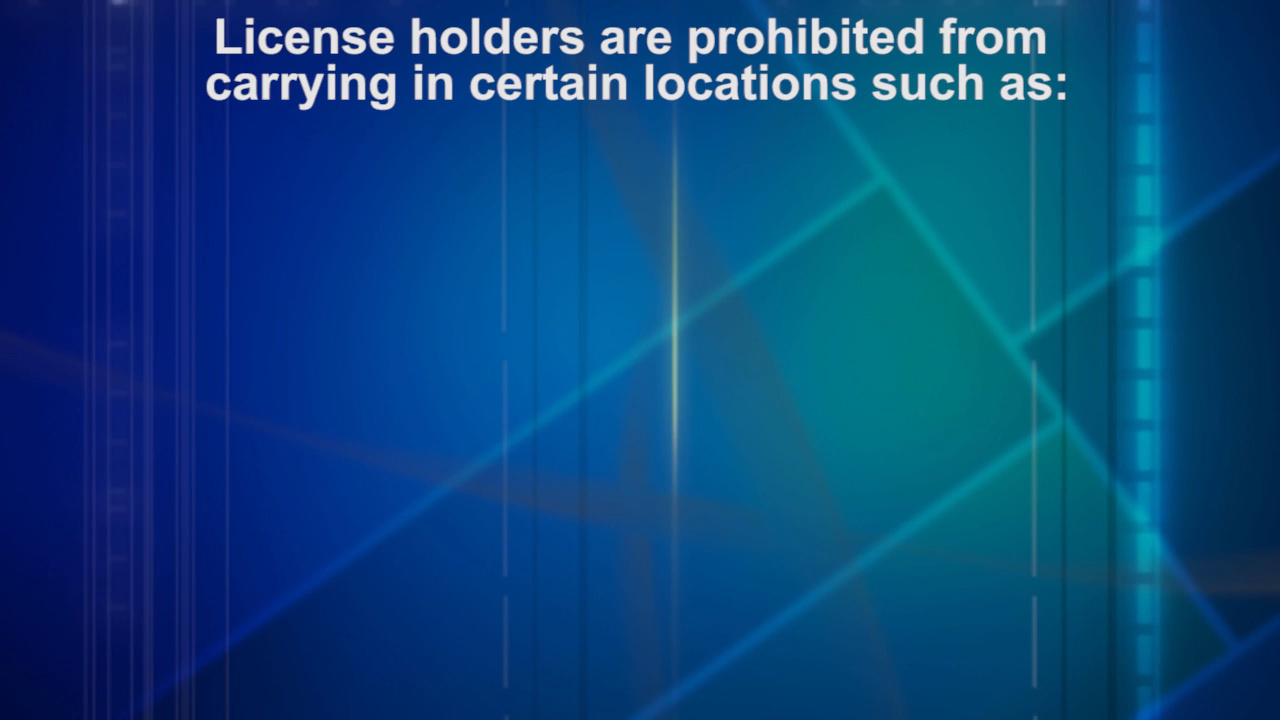 License holders are prohibited from
carrying in certain locations such as: